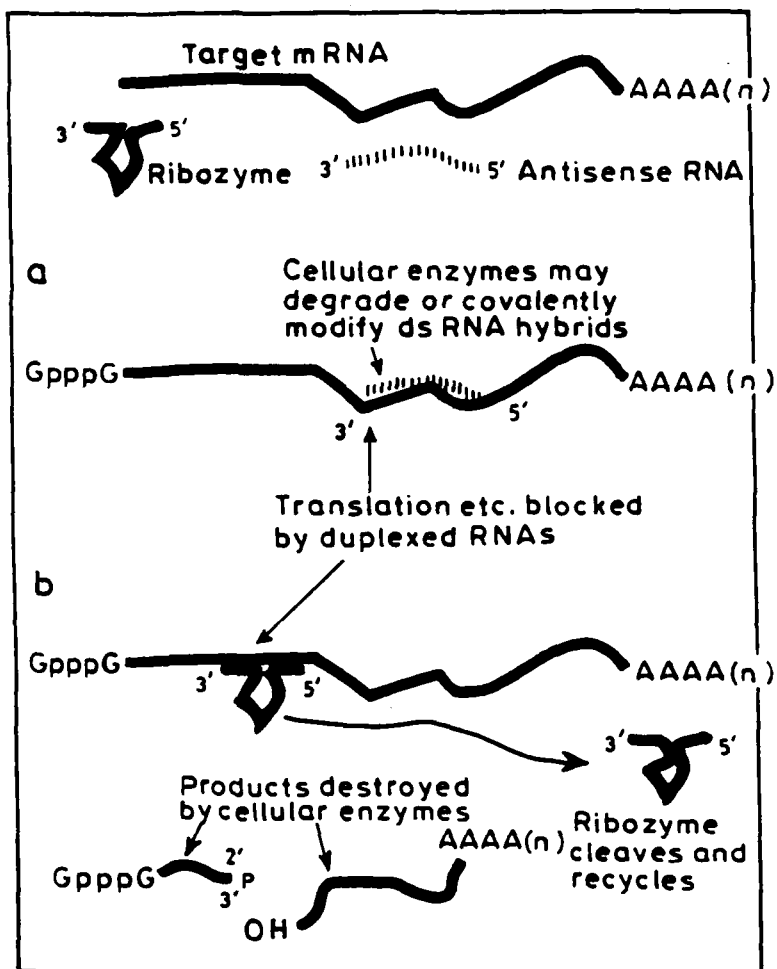 Target mRNA
AAAA(n)
3' 5'
Ribozyme
3' 5' Antisense RNA
a
Cellular enzymes may
degrade or covalently
modify ds RNA hybrids
GpppG
AAAA(n)
3' 5'
Translation etc. blocked
by duplexed RNAs
b
GpppG
AAAA(n)
3' 5'
3' 5'
Products destroyed
by cellular enzymes
AAAA(n)
GpppG
2'
3' P
OH
Ribozyme
cleaves and
recycles